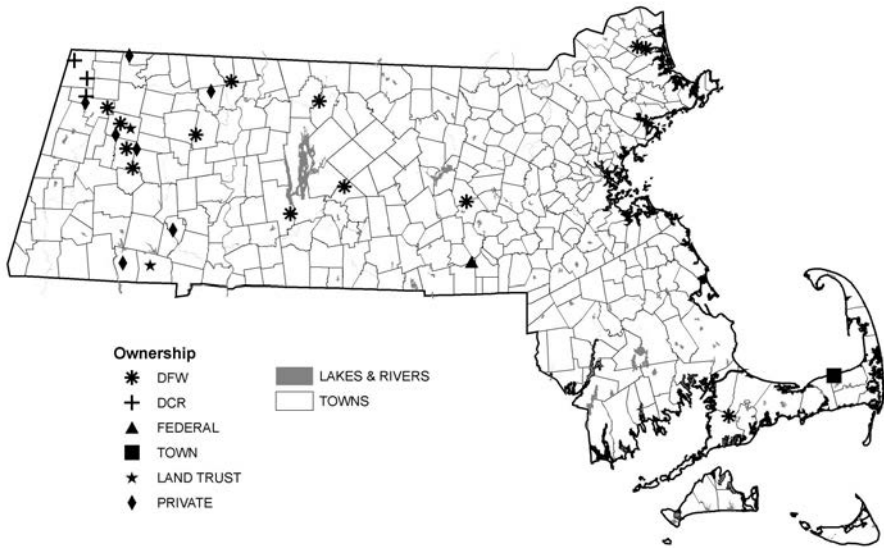 Ownership
DFW
DCR
FEDERAL
TOWN
LAND TRUST
PRIVATE
LAKES & RIVERS
TOWNS